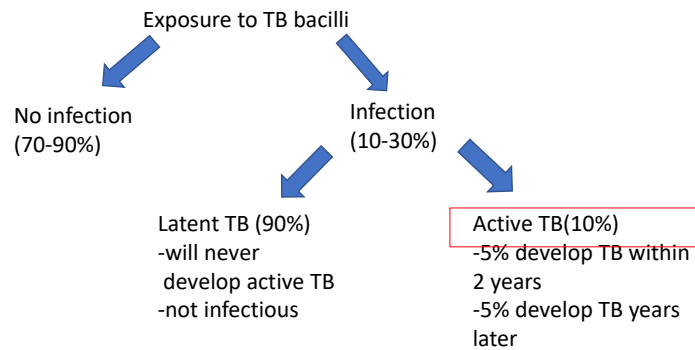 Exposure to TB bacilli
No infection
(70-90%)
Infection
(10-30%)
Latent TB (90%)
-will never
develop active TB
-not infectious
Active TB(10%)
-5% develop TB within
2 years
-5% develop TB years
later